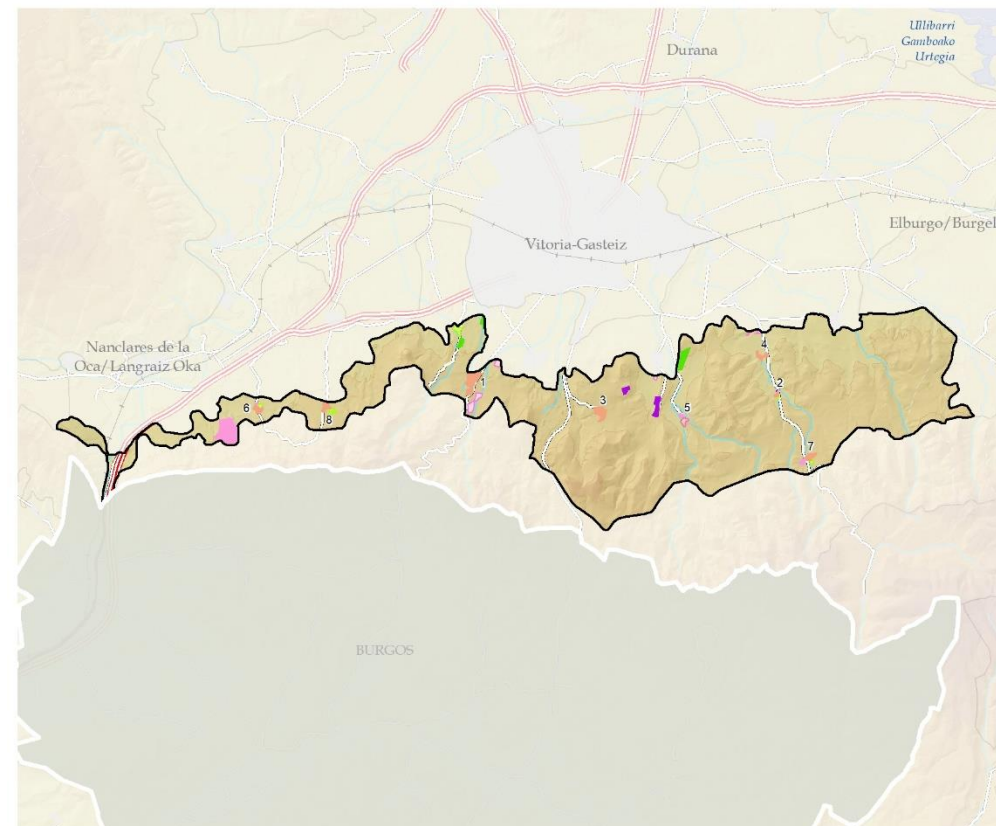 Ullibarri
Gamboako
Urtegia
Durana
Elburgo/Burgel
Vitoria-Gasteiz
Nanclares de la
Oca/Langraiz Oka
4
1
2
6
8
3
5
7
BURGOS